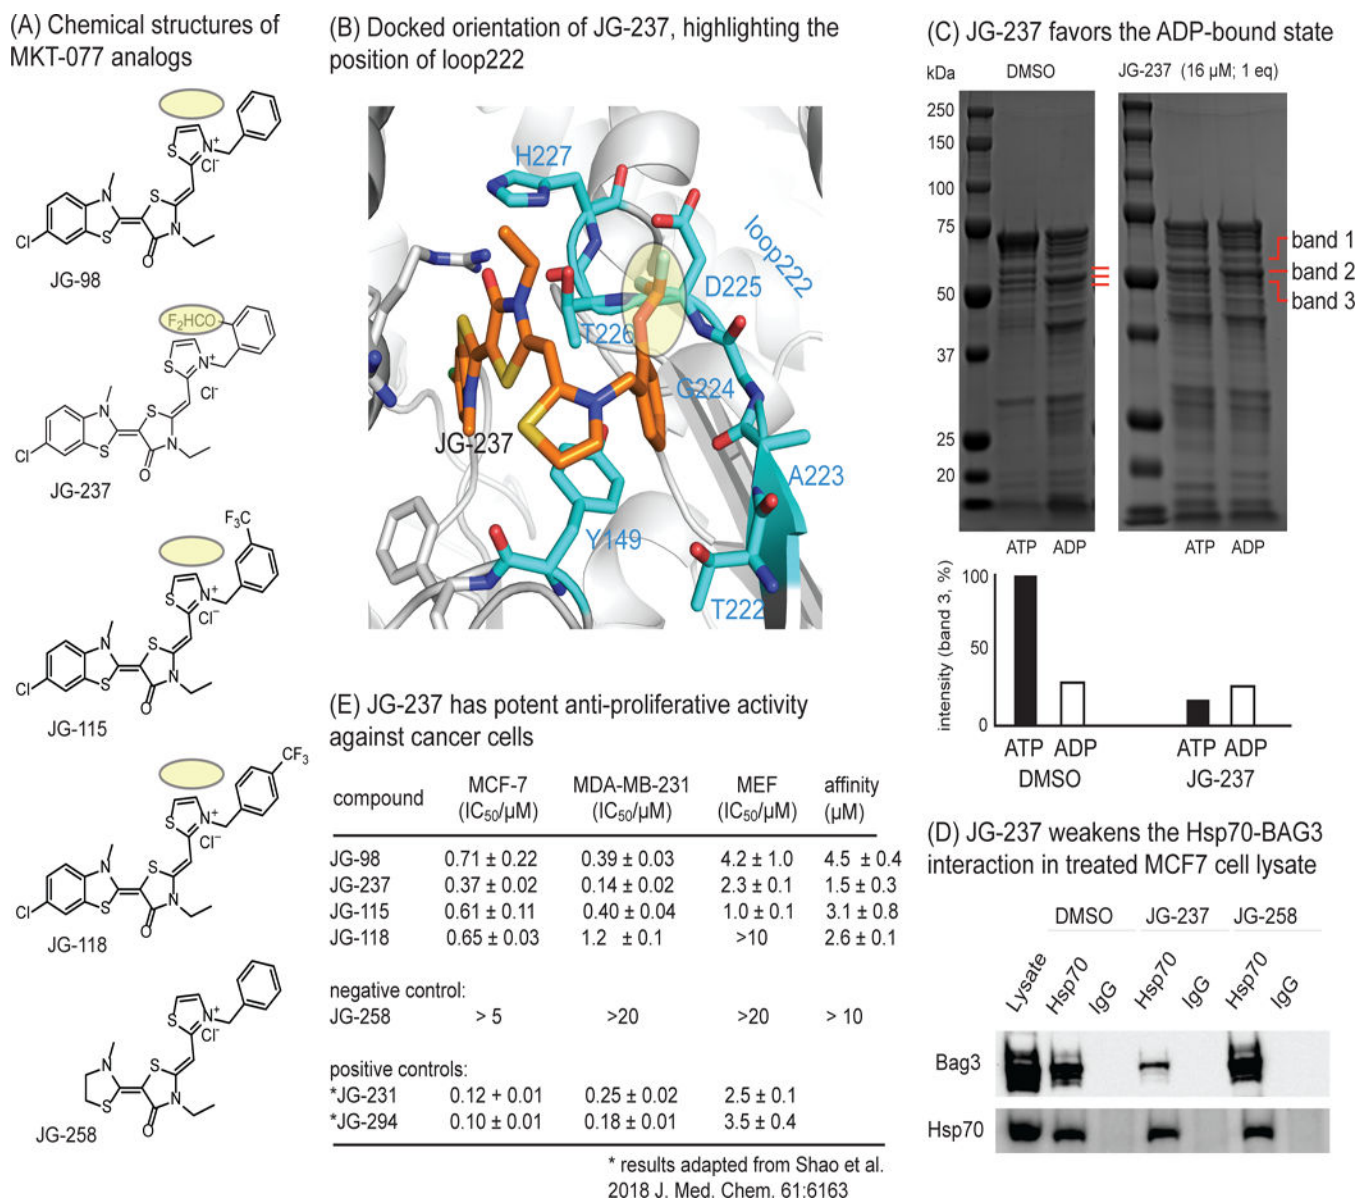 (A) Chemical structures of
MKT-077 analogs
S
N+
Cl-
N
S
S
N
O
Cl
JG-98
F2HCO
S
N+
Cl-
N
S
S
N
O
Cl
JG-237
F3C
S
N+
Cl-
N
S
S
N
O
Cl
JG-115
CF3
S
N+
Cl-
N
S
S
N
O
Cl
JG-118
S
N+
Cl-
N
S
S
N
O
JG-258
(B) Docked orientation of JG-237, highlighting the
position of loop222
H227
loop222
D225
T226
G224
JG-237
A223
Y149
T222
(C) JG-237 favors the ADP-bound state
kDa
DMSO
JG-237 (16 µM; 1 eq)
250
150
100
75
50
37
25
20
band 1
band 2
band 3
ATP ADP
ATP ADP
intensity (band 3, %)
100
50
0
ATP ADP
DMSO
ATP ADP
JG-237
(D) JG-237 weakens the Hsp70-BAG3
interaction in treated MCF7 cell lysate
DMSO JG-237 JG-258
Lysate Hsp70 IgG Hsp70 IgG Hsp70 IgG
Bag3
Hsp70
(E) JG-237 has potent anti-proliferative activity
against cancer cells
compound MCF-7 (IC50/µM) MDA-MB-231 (IC50/µM) MEF (IC50/µM) affinity (µM)
JG-98 0.71 ± 0.22 0.39 ± 0.03 4.2 ± 1.0 4.5 ± 0.4
JG-237 0.37 ± 0.02 0.14 ± 0.02 2.3 ± 0.1 1.5 ± 0.3
JG-115 0.61 ± 0.11 0.40 ± 0.04 1.0 ± 0.1 3.1 ± 0.8
JG-118 0.65 ± 0.03 1.2 ± 0.1 >10 2.6 ± 0.1
negative control:
JG-258 > 5 >20 >20 > 10
positive controls:
*JG-231 0.12 + 0.01 0.25 ± 0.02 2.5 ± 0.1
*JG-294 0.10 ± 0.01 0.18 ± 0.01 3.5 ± 0.4
* results adapted from Shao et al.
2018 J. Med. Chem. 61:6163